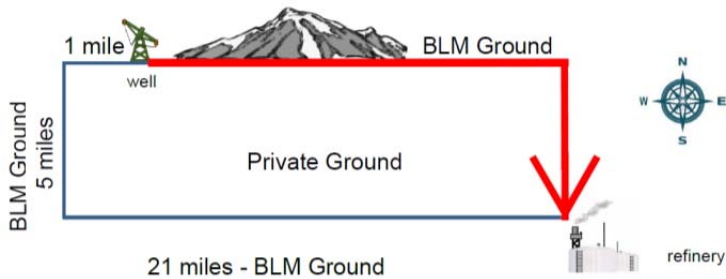 1 mile
BLM Ground
well
N
W E
S
BLM Ground
5 miles
Private Ground
21 miles - BLM Ground
refinery